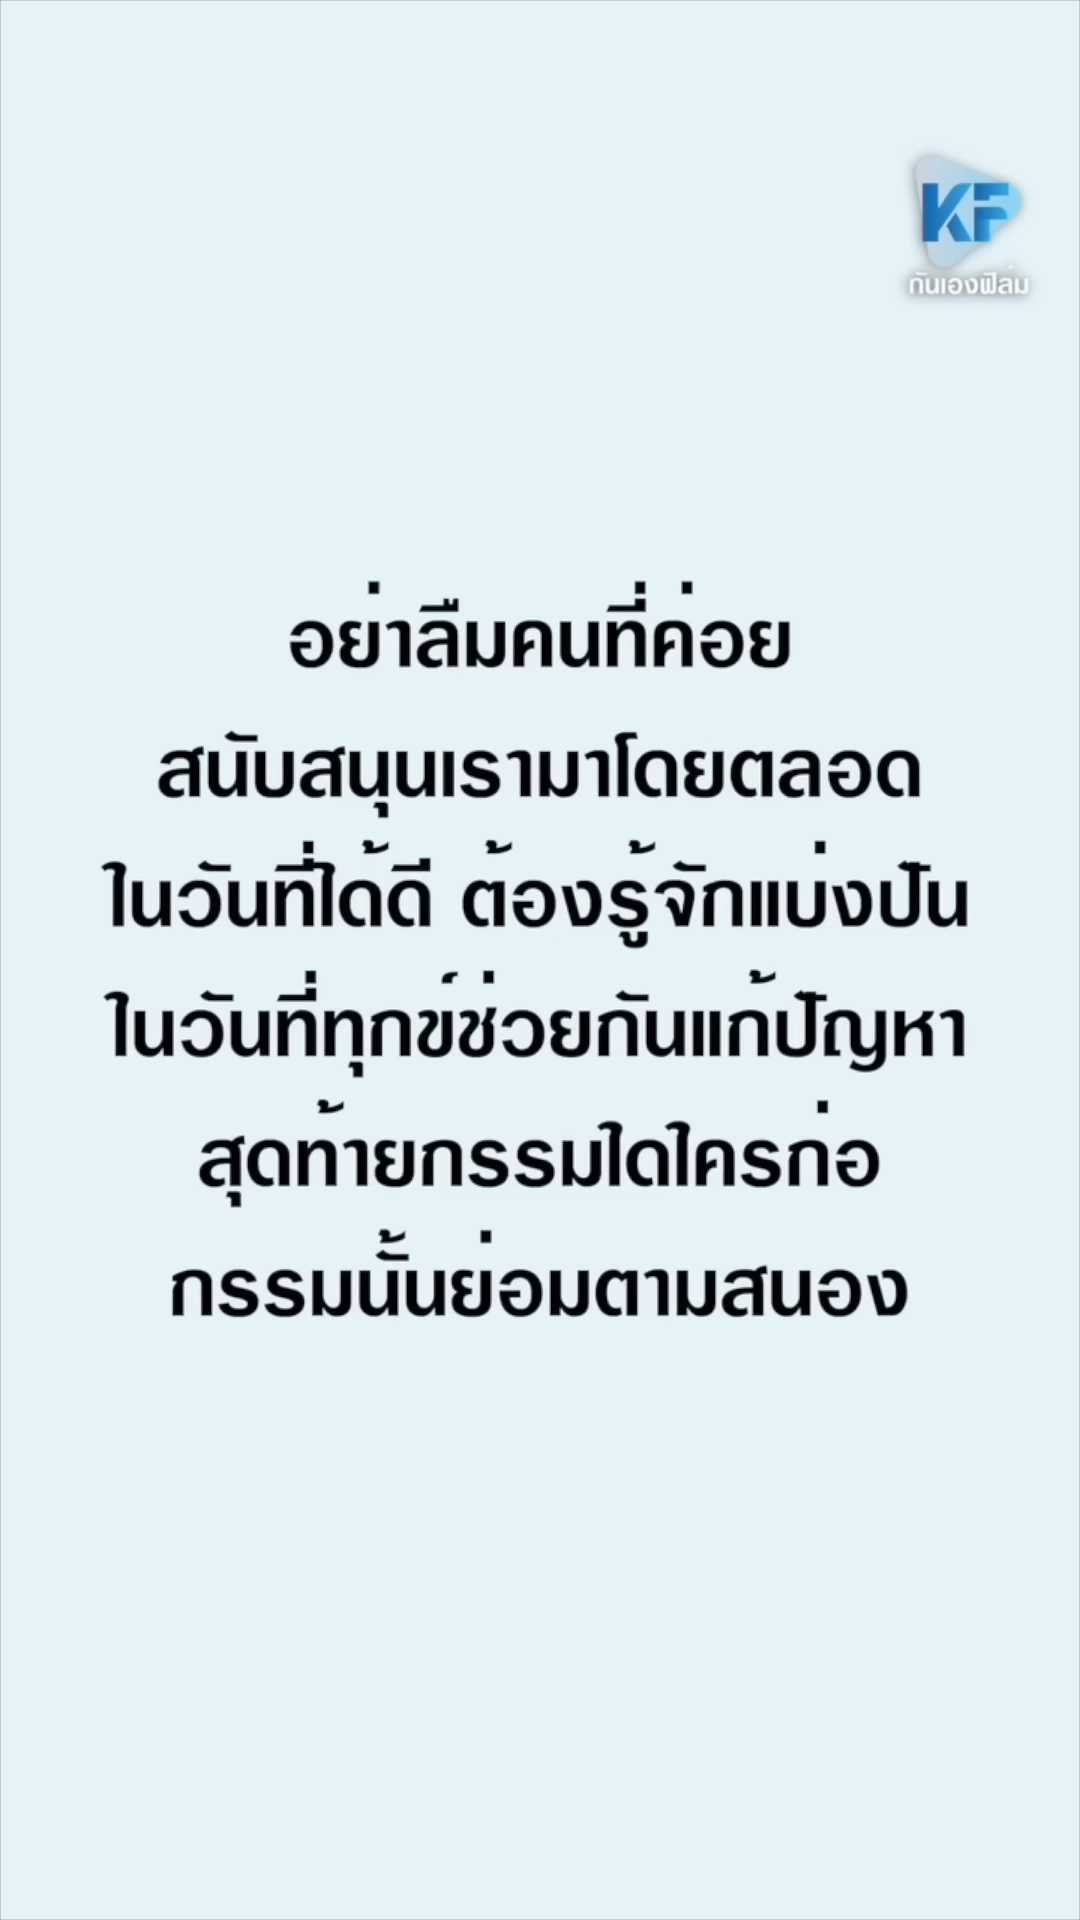 KF
กันเองฟิล์ม
อย่าลืมคนที่ค่อย
สนับสนุนเรามาโดยตลอด
ในวันที่ได้ดี ต้องรู้จักแบ่งปัน
ในวันที่ทุกข์ช่วยกันแก้ปัญหา
สุดท้ายกรรมใดใครก่อ
กรรมนั้นย่อมตามสนอง